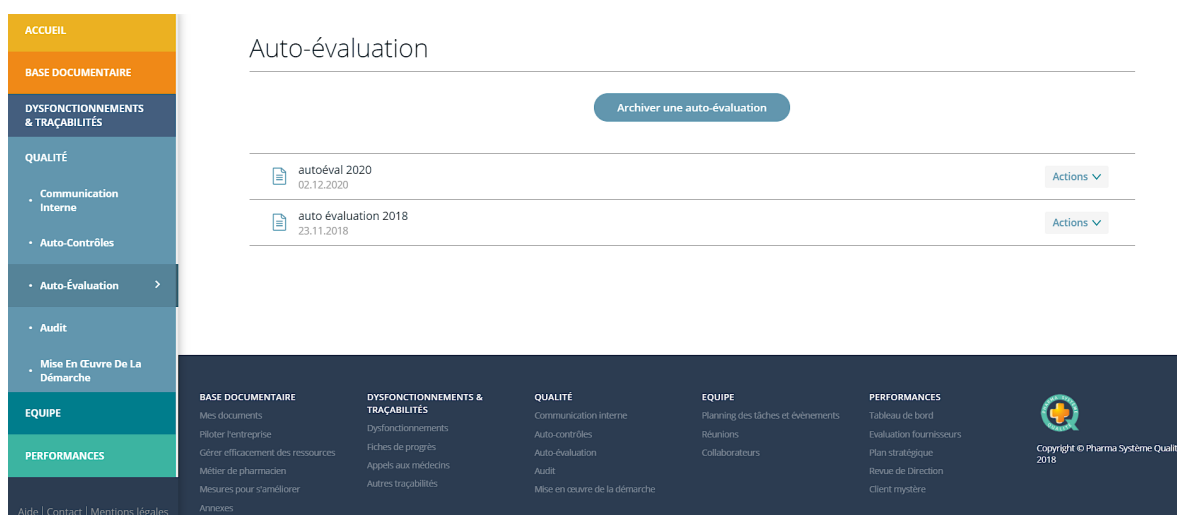 ACCUEIL
BASE DOCUMENTAIRE
DYSFONCTIONNEMENTS
& TRAÇABILITÉS
QUALITÉ
Communication
Interne
Auto-Contrôles
Auto-Évaluation
Audit
Mise En Œuvre De La
Démarche
EQUIPE
PERFORMANCES
Aide | Contact | Mentions légales
Auto-évaluation
Archiver une auto-évaluation
autoéval 2020
02.12.2020
Actions
auto évaluation 2018
23.11.2018
Actions
BASE DOCUMENTAIRE
Mes documents
Piloter l'entreprise
Gérer efficacement des ressources
Métier de pharmacien
Mesures pour s'améliorer
Annexes
DYSFONCTIONNEMENTS &
TRAÇABILITÉS
Dysfonctionnements
Fiches de progrès
Appels aux médecins
Autres traçabilités
QUALITÉ
Communication interne
Auto-contrôles
Auto-évaluation
Audit
Mise en œuvre de la démarche
EQUIPE
Planning des tâches et évènements
Réunions
Collaborateurs
PERFORMANCES
Tableau de bord
Evaluation fournisseurs
Plan stratégique
Revue de Direction
Client mystère
Copyright © Pharma Système Qualit
2018